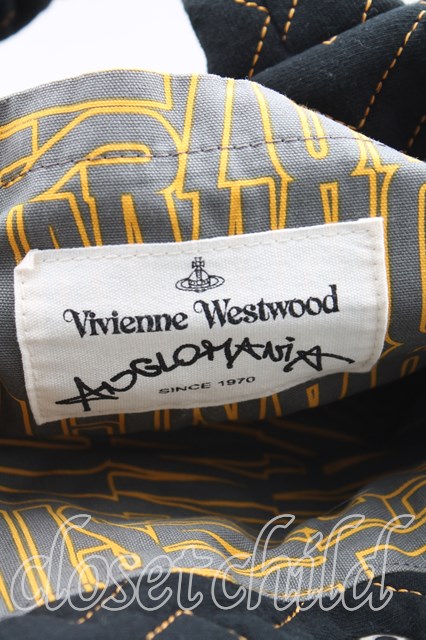 Vivienne Westwood
ANGLOMANIA
SINCE 1970
closetchild